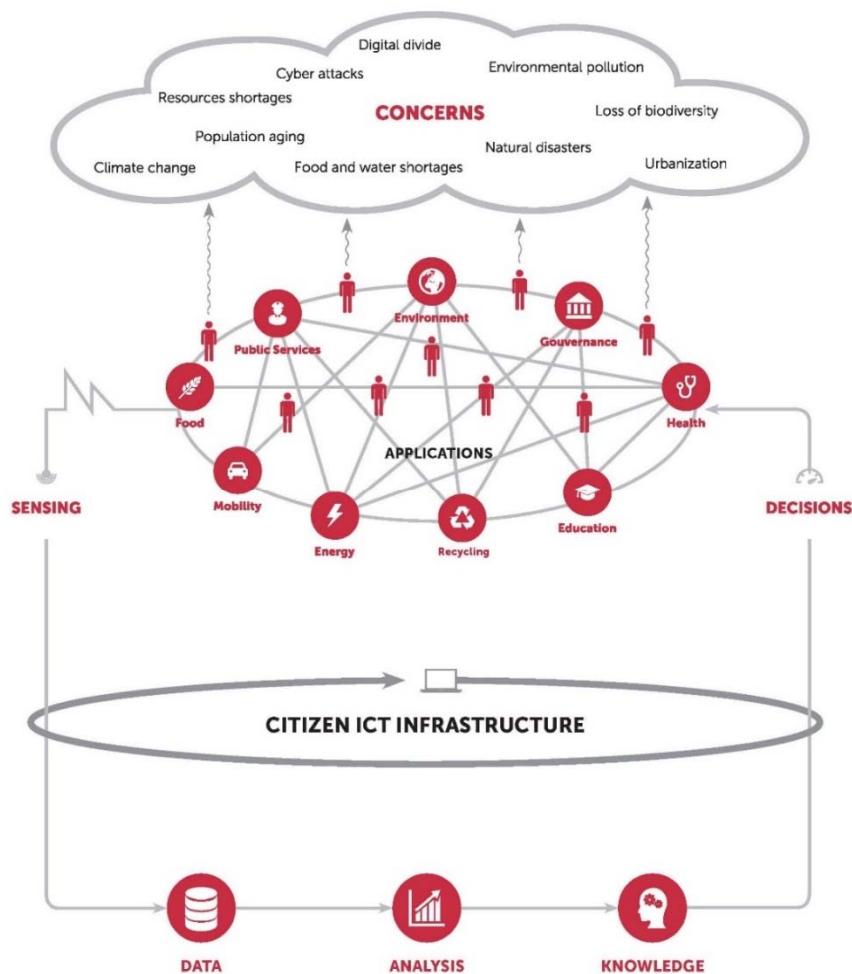 Digital divide
Cyber attacks
Environmental pollution
Resources shortages
CONCERNS
Loss of biodiversity
Population aging
Natural disasters
Climate change
Food and water shortages
Urbanization
Environment
Public Services
Gouvernance
Food
Health
APPLICATIONS
Mobility
SENSING
DECISIONS
Education
Energy
Recycling
CITIZEN ICT INFRASTRUCTURE
DATA
ANALYSIS
KNOWLEDGE